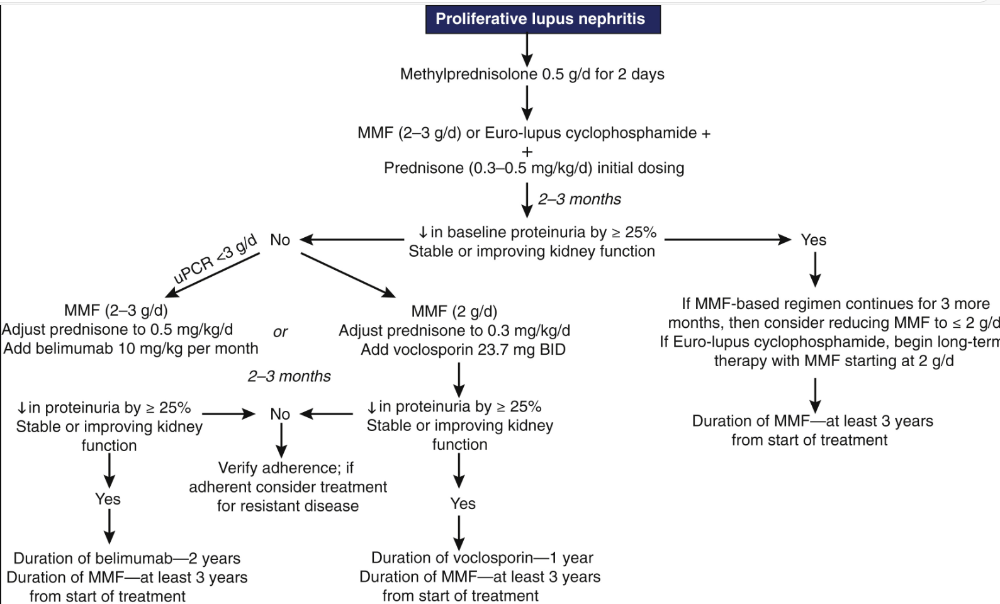 Proliferative lupus nephritis
Methylprednisolone 0.5 g/d for 2 days
MMF (2–3 g/d) or Euro-lupus cyclophosphamide +
+
Prednisone (0.3–0.5 mg/kg/d) initial dosing
2–3 months
↓in baseline proteinuria by ≥ 25%
Stable or improving kidney function
No
Yes
uPCR <3 g/d
MMF (2–3 g/d)
Adjust prednisone to 0.5 mg/kg/d
Add belimumab 10 mg/kg per month
or
MMF (2 g/d)
Adjust prednisone to 0.3 mg/kg/d
Add voclosporin 23.7 mg BID
If MMF-based regimen continues for 3 more
months, then consider reducing MMF to ≤ 2 g/d
If Euro-lupus cyclophosphamide, begin long-term
therapy with MMF starting at 2 g/d
2–3 months
↓in proteinuria by ≥ 25%
Stable or improving kidney
function
No
↓in proteinuria by ≥ 25%
Stable or improving kidney
function
Duration of MMF—at least 3 years
from start of treatment
Verify adherence; if
adherent consider treatment
for resistant disease
Yes
Yes
Duration of belimumab—2 years
Duration of MMF—at least 3 years
from start of treatment
Duration of voclosporin—1 year
Duration of MMF—at least 3 years
from start of treatment